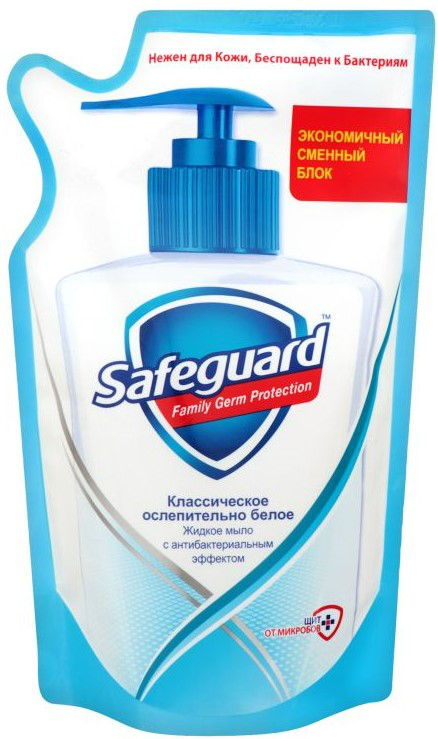 Нежен для Кожи, Беспощаден к Бактериям
ЭКОНОМИЧНЫЙ
СМЕННЫЙ
БЛОК
Safeguard™
Family Germ Protection
Классическое
ослепительно белое
Жидкое мыло
с антибактериальным
эффектом
ЩИТ
ОТ МИКРОБОВ